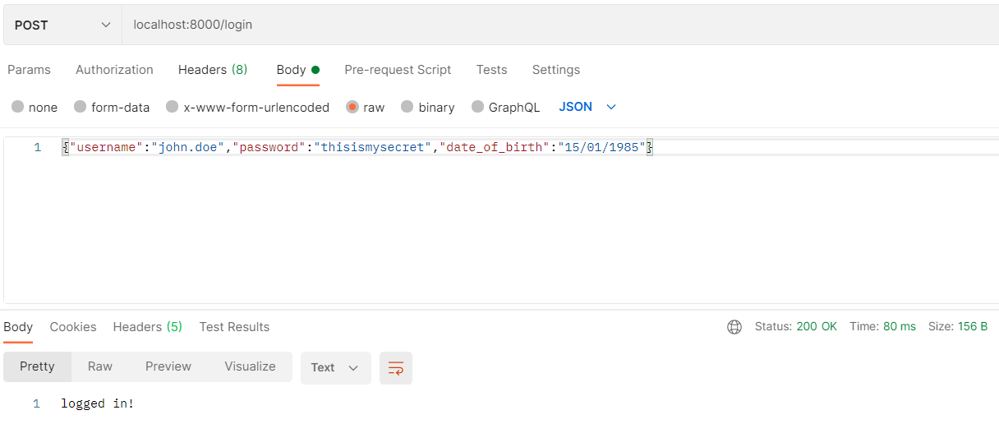 POST localhost:8000/login
Params Authorization Headers (8) Body Pre-request Script Tests Settings
none form-data x-www-form-urlencoded raw binary GraphQL JSON
1 {"username":"john.doe","password":"thisismysecret","date_of_birth":"15/01/1985"}
Body Cookies Headers (5) Test Results Status: 200 OK Time: 80 ms Size: 156 B
Pretty Raw Preview Visualize Text
1 logged in!